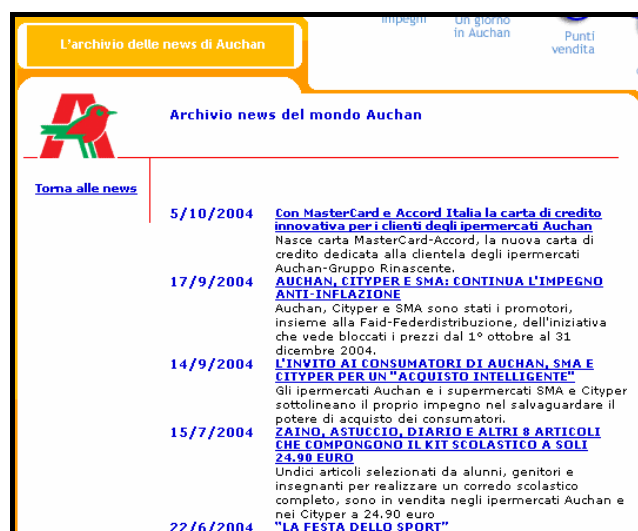 impegni
Un giorno
in Auchan
Punti
vendita
L'archivio delle news di Auchan
Archivio news del mondo Auchan
Torna alle news
5/10/2004 Con MasterCard e Accord Italia la carta di credito
innovativa per i clienti degli ipermercati Auchan
Nasce carta MasterCard-Accord, la nuova carta di
credito dedicata alla clientela degli ipermercati
Auchan-Gruppo Rinascente.
17/9/2004 AUCHAN, CITYPER E SMA: CONTINUA L'IMPEGNO
ANTI-INFLAZIONE
Auchan, Cityper e SMA sono stati i promotori,
insieme alla Faid-Federdistribuzione, dell'iniziativa
che vede bloccati i prezzi dal 1° ottobre al 31
dicembre 2004.
14/9/2004 L'INVITO AI CONSUMATORI DI AUCHAN, SMA E
CITYPER PER UN "ACQUISTO INTELLIGENTE"
Gli ipermercati Auchan e i supermercati SMA e Cityper
sottolineano il proprio impegno nel salvaguardare il
potere di acquisto dei consumatori.
15/7/2004 ZAINO, ASTUCCIO, DIARIO E ALTRI 8 ARTICOLI
CHE COMPONGONO IL KIT SCOLASTICO A SOLI
24.90 EURO
Undici articoli selezionati da alunni, genitori e
insegnanti per realizzare un corredo scolastico
completo, sono in vendita negli ipermercati Auchan e
nei Cityper a 24.90 euro
22/6/2004 "LA FESTA DELLO SPORT"